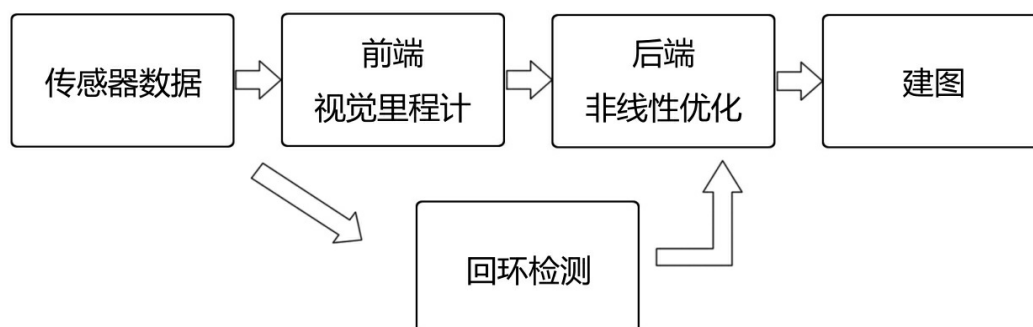 传感器数据
前端
视觉里程计
后端
非线性优化
建图
回环检测